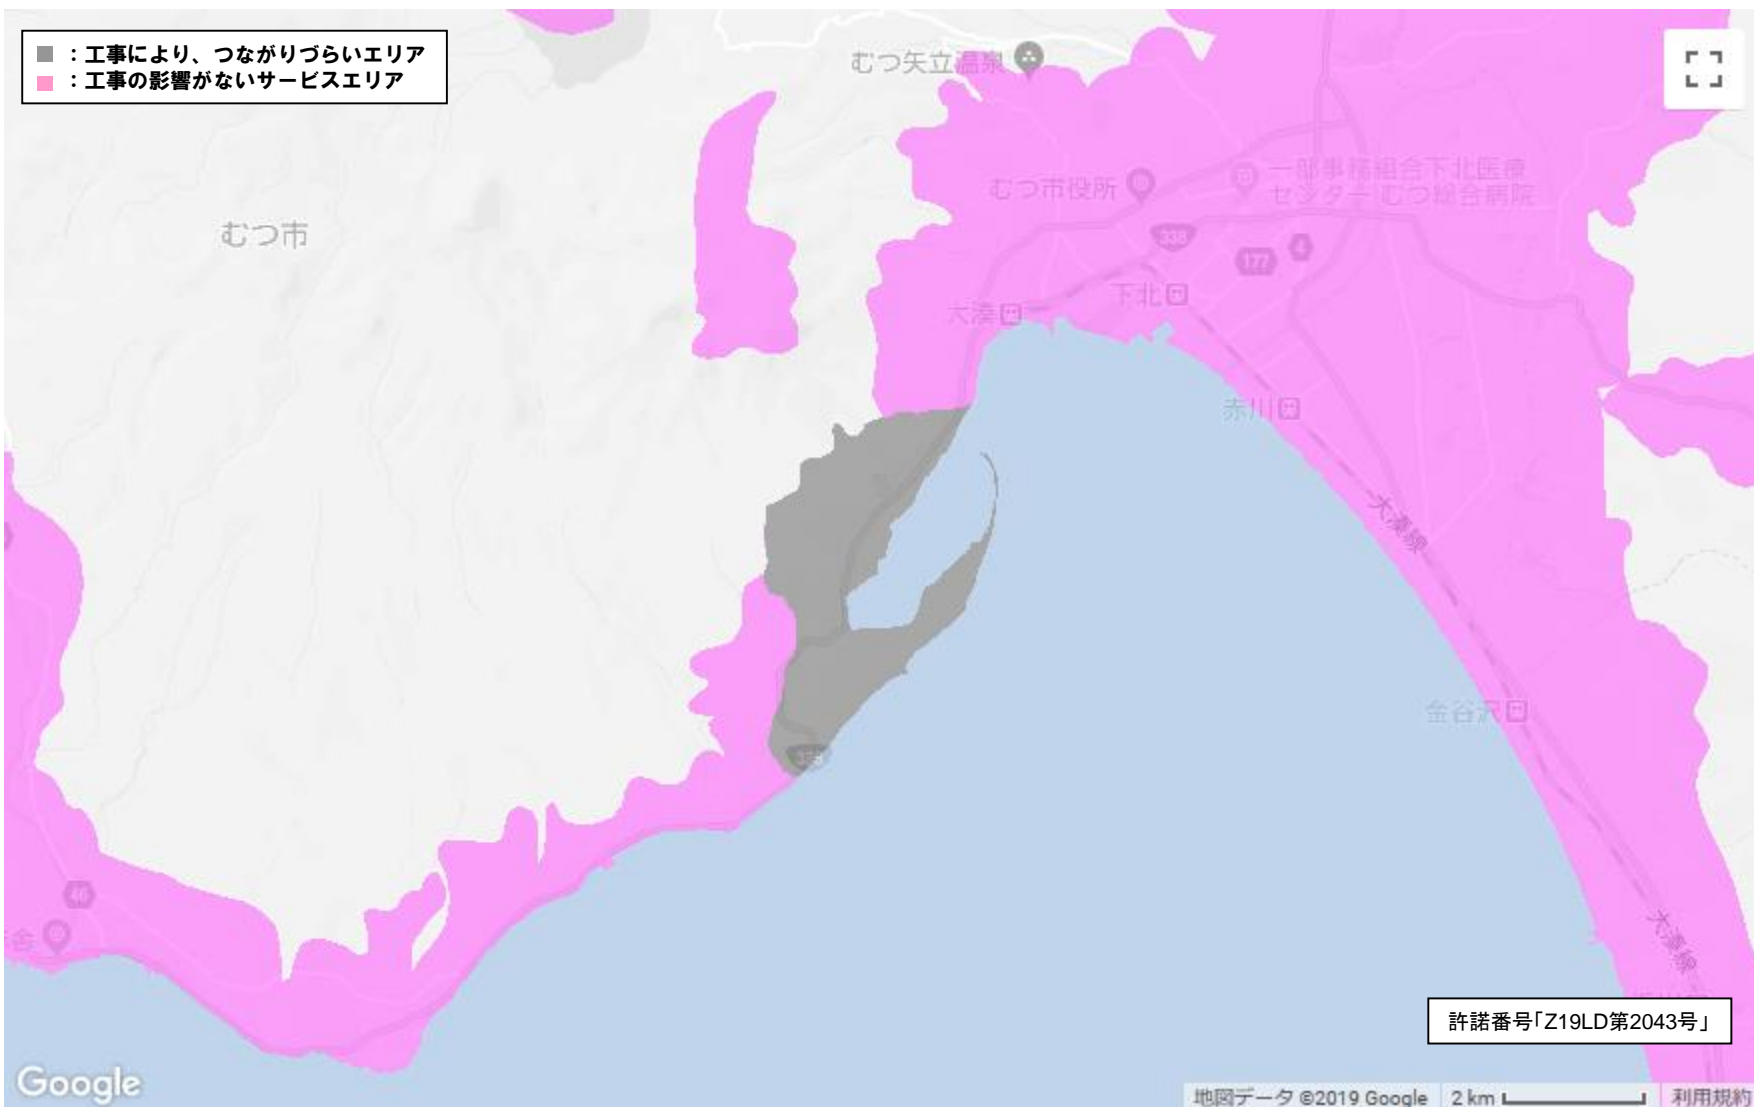 ■ :工事により、つながりづらいエリア
■ :工事の影響がないサービスエリア
むつ矢立温泉
むつ市役所
一部事務組合下北医療
センター むつ総合病院
むつ市
338
177
4
下北
大湊
赤川
大湊線
金谷沢
338
46
舎
大湊線
許諾番号「Z19LD第2043号」
Google
地図データ ©2019 Google
2 km
利用規約